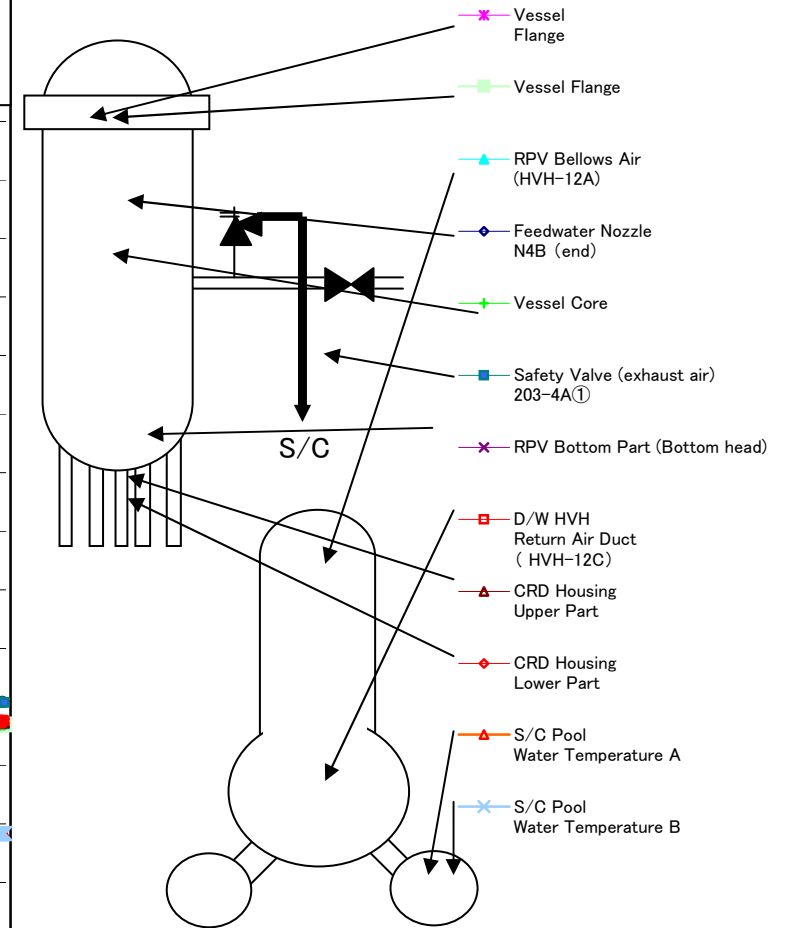 Vessel
Flange
Vessel Flange
RPV Bellows Air
(HVH-12A)
Feedwater Nozzle
N4B (end)
Vessel Core
Safety Valve (exhaust air)
203-4A①
S/C
RPV Bottom Part (Bottom head)
D/W HVH
Return Air Duct
( HVH-12C)
CRD Housing
Upper Part
CRD Housing
Lower Part
S/C Pool
Water Temperature A
S/C Pool
Water Temperature B